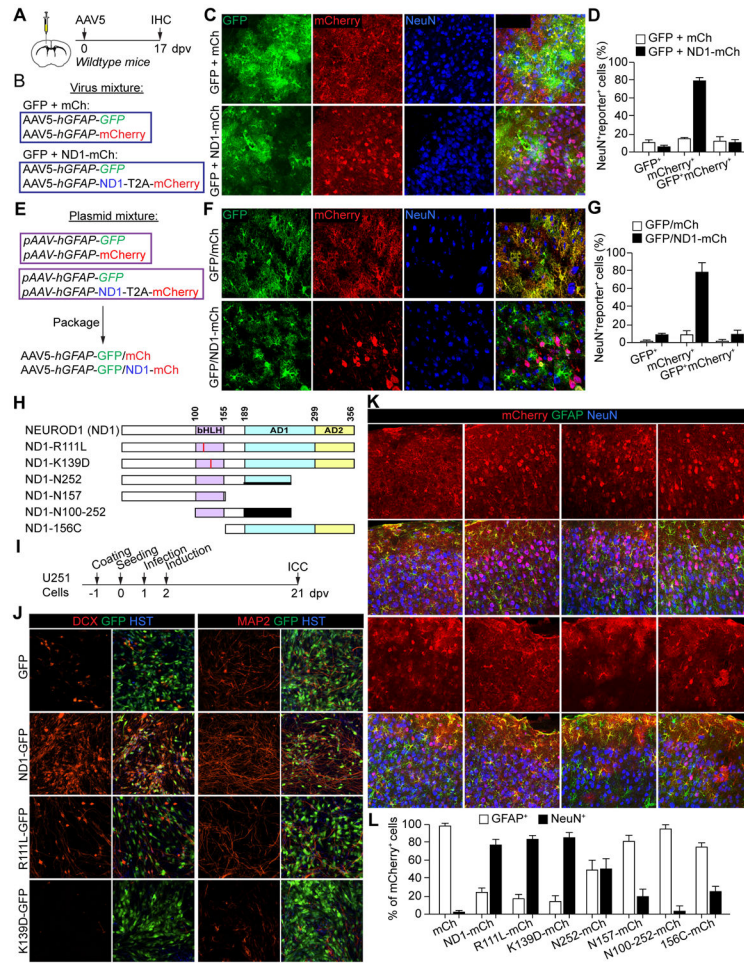 A
AAV5
IHC
0
17 dpv
Wildtype mice
B
Virus mixture:
GFP + mCh:
AAV5-hGFAP-GFP
AAV5-hGFAP-mCherry
GFP + ND1-mCh:
AAV5-hGFAP-GFP
AAV5-hGFAP-ND1-T2A-mCherry
C
GFP
mCherry
NeuN
GFP + mCh
GFP + ND1-mCh
D
GFP + mCh
GFP + ND1-mCh
NeuN+reporter+ cells (%)
100
80
60
40
20
0
GFP+
mCherry+
GFP+mCherry+
E
Plasmid mixture:
pAAV-hGFAP-GFP
pAAV-hGFAP-mCherry
pAAV-hGFAP-GFP
pAAV-hGFAP-ND1-T2A-mCherry
Package
AAV5-hGFAP-GFP/mCh
AAV5-hGFAP-GFP/ND1-mCh
F
GFP
mCherry
NeuN
GFP/mCh
GFP/ND1-mCh
G
GFP/mCh
GFP/ND1-mCh
NeuN+reporter+ cells (%)
100
80
60
40
20
0
GFP+
mCherry+
GFP+mCherry+
H
100 155 189 299 356
NEUROD1 (ND1) bHLH AD1 AD2
ND1-R111L
ND1-K139D
ND1-N252
ND1-N157
ND1-N100-252
ND1-156C
I
Coating
Seeding
Infection
Induction
ICC
U251
Cells
-1 0 1 2 21 dpv
J
DCX GFP HST
MAP2 GFP HST
GFP
ND1-GFP
R111L-GFP
K139D-GFP
K
mCherry GFAP NeuN
L
GFAP+ NeuN+
% of mCherry+ cells
100
80
60
40
20
0
mCh
ND1-mCh
R111L-mCh
K139D-mCh
N252-mCh
N157-mCh
N100-252-mCh
156C-mCh